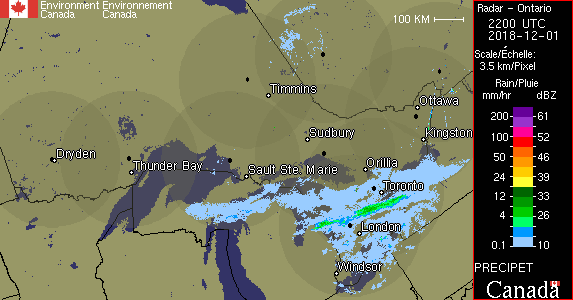 Environment Environnement
Canada Canada
100 KM
Timmins
Ottawa
Sudbury
Kingston
Dryden
Thunder Bay
Sault Ste. Marie
Orillia
Toronto
London
Windsor
Radar - Ontario
2200 UTC
2018-12-01
Scale/Échelle:
3.5 km/Pixel
Rain/Pluie
mm/hr dBZ
200 61
100 52
50 46
24 39
12 33
4 26
0.1 10
PRECIPET
Canada